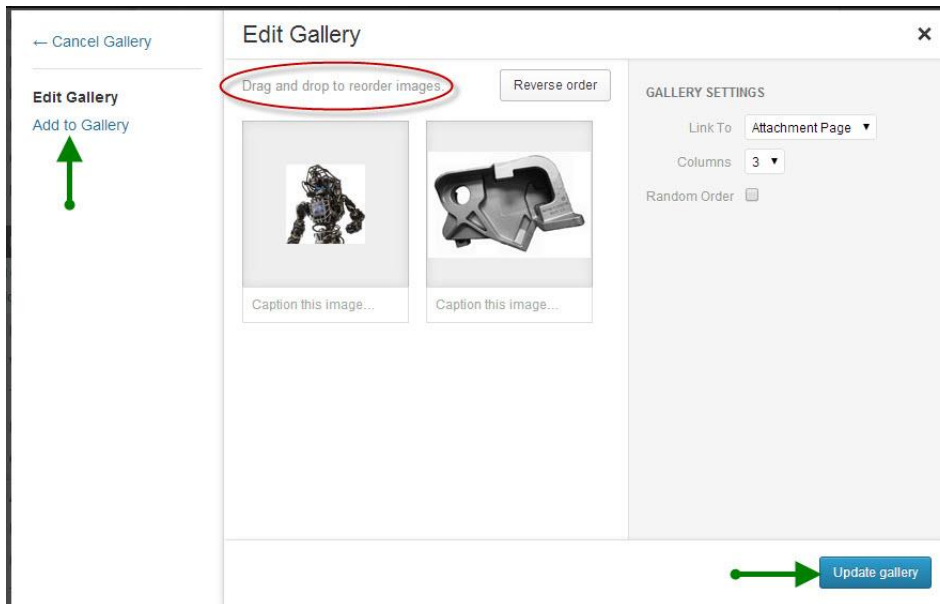 ← Cancel Gallery
Edit Gallery
Add to Gallery
Edit Gallery
×
Drag and drop to reorder images.
Reverse order
Caption this image...
Caption this image...
GALLERY SETTINGS
Link To Attachment Page ▼
Columns 3 ▼
Random Order
Update gallery